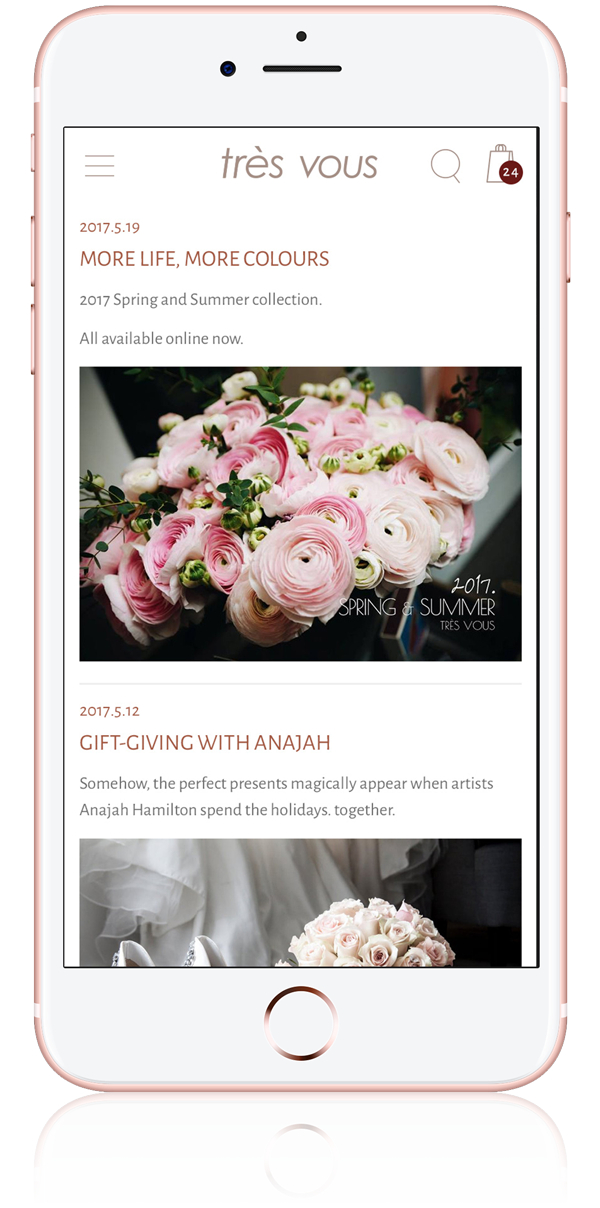 très vous
24
2017.5.19
MORE LIFE, MORE COLOURS
2017 Spring and Summer collection.
All available online now.
2017.
SPRING & SUMMER
TRÈS VOUS
2017.5.12
GIFT-GIVING WITH ANAJAH
Somehow, the perfect presents magically appear when artists
Anajah Hamilton spend the holidays. together.